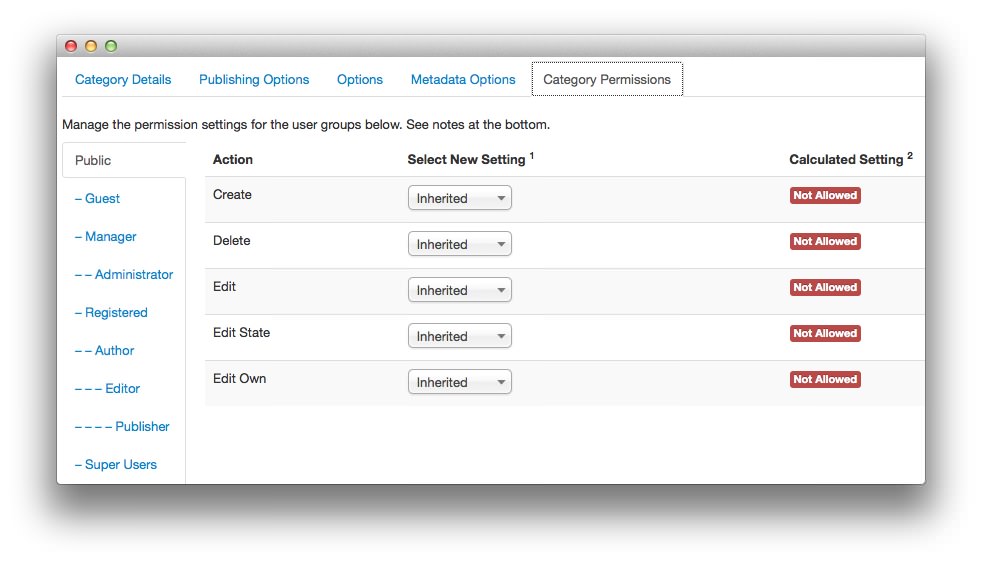 Category Details Publishing Options Options Metadata Options Category Permissions
Manage the permission settings for the user groups below. See notes at the bottom.
Public
– Guest
– Manager
– – Administrator
– Registered
– – Author
– – – Editor
– – – – Publisher
– Super Users
Action Select New Setting 1 Calculated Setting 2
Create Inherited Not Allowed
Delete Inherited Not Allowed
Edit Inherited Not Allowed
Edit State Inherited Not Allowed
Edit Own Inherited Not Allowed